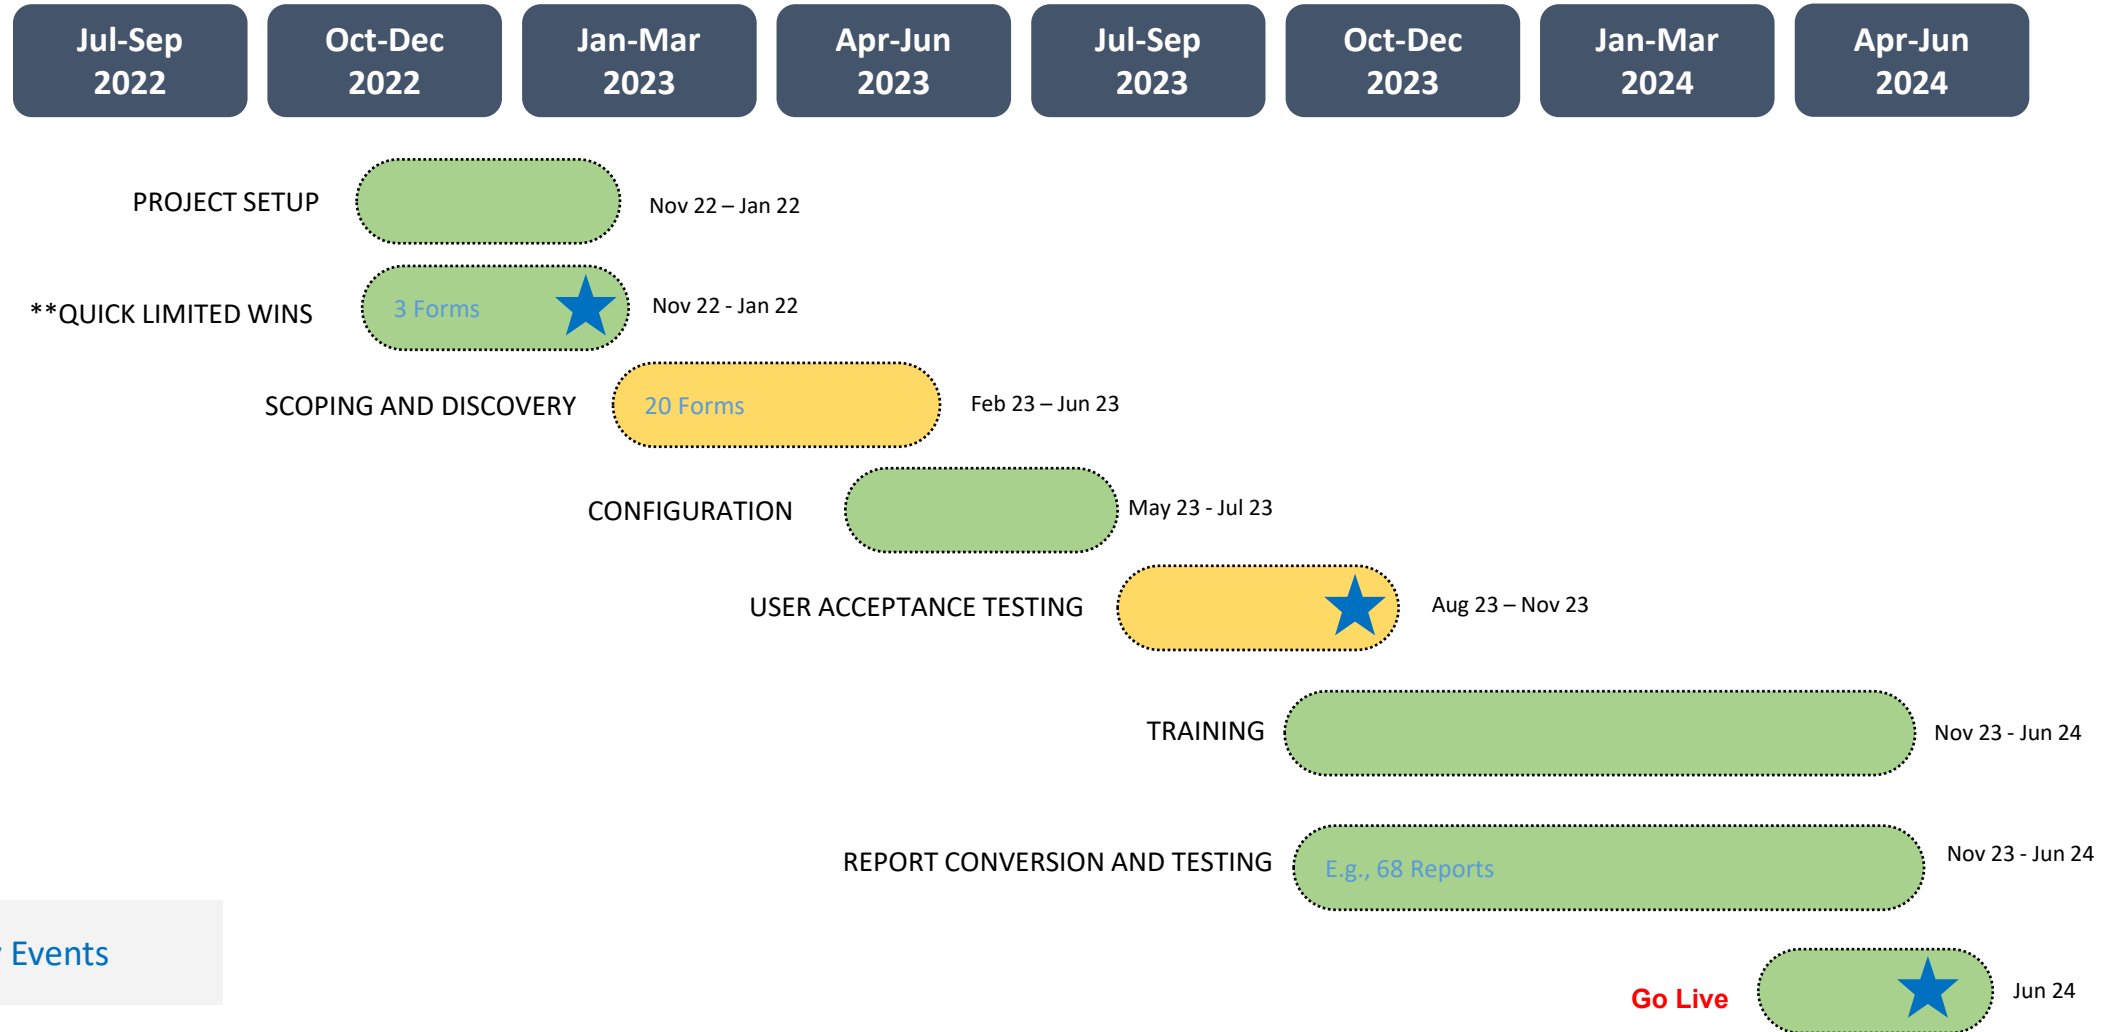 Jul-Sep
2022
Oct-Dec
2022
Jan-Mar
2023
Apr-Jun
2023
Jul-Sep
2023
Oct-Dec
2023
Jan-Mar
2024
Apr-Jun
2024
PROJECT SETUP
Nov 22 – Jan 22
**QUICK LIMITED WINS
3 Forms
Nov 22 - Jan 22
SCOPING AND DISCOVERY
20 Forms
Feb 23 – Jun 23
CONFIGURATION
May 23 - Jul 23
USER ACCEPTANCE TESTING
Aug 23 – Nov 23
TRAINING
Nov 23 - Jun 24
REPORT CONVERSION AND TESTING
E.g., 68 Reports
Nov 23 - Jun 24
Events
Go Live
Jun 24